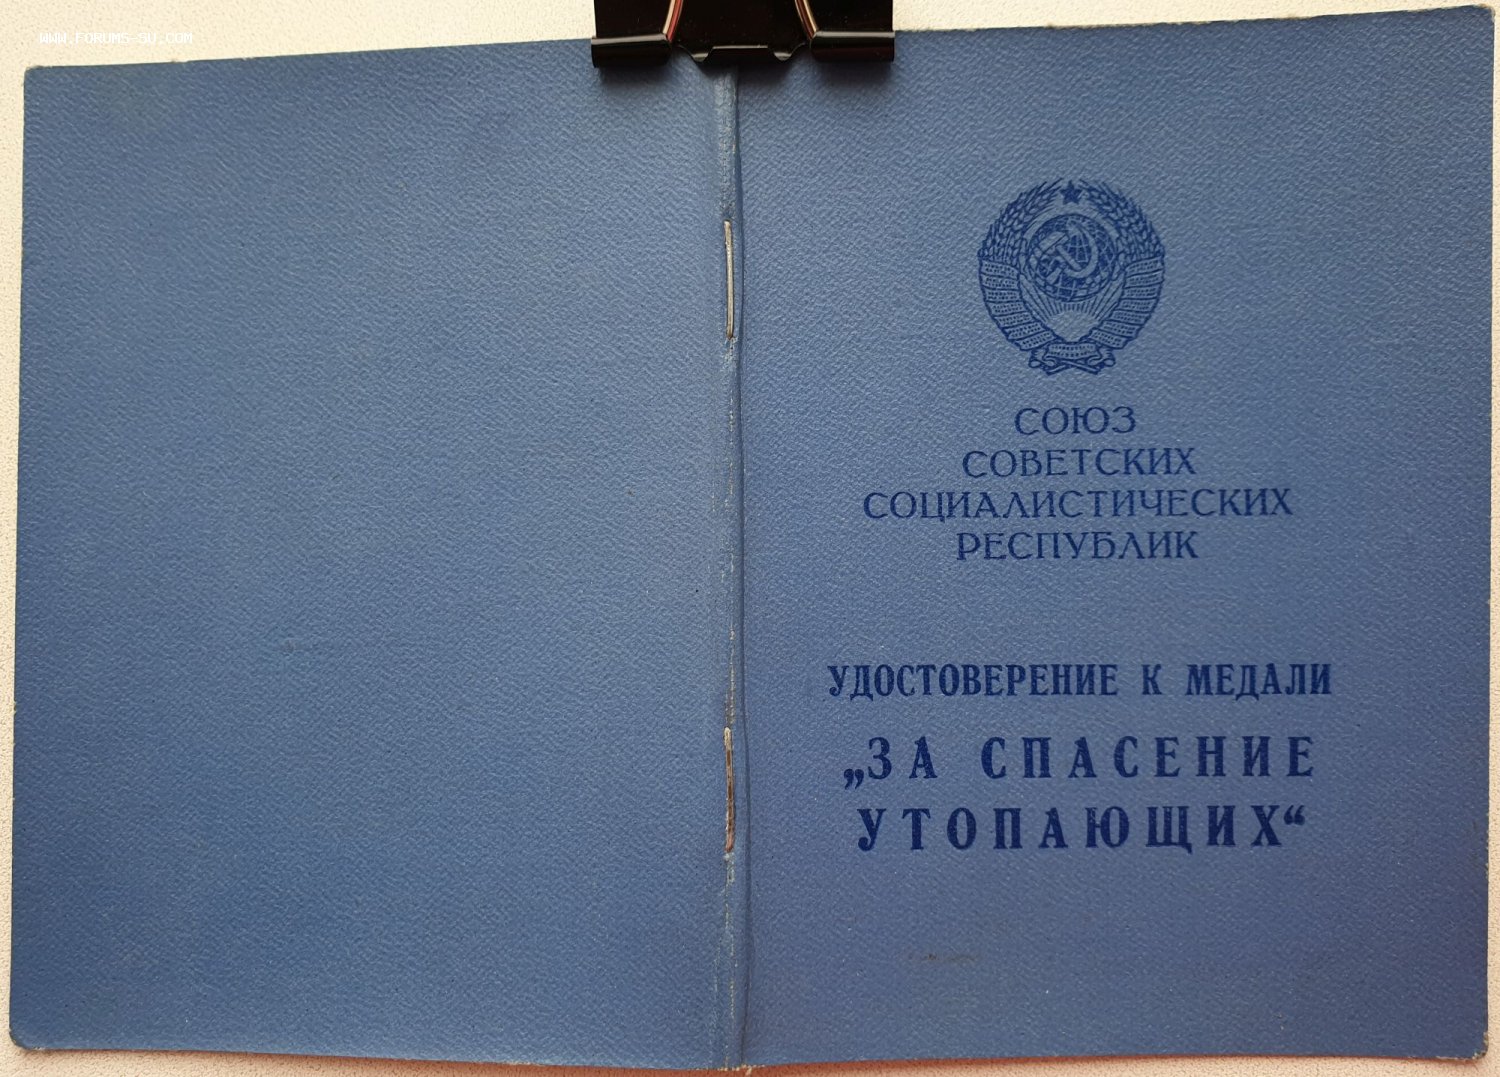 WWW.FORUMS-SU.COM
СОЮЗ
СОВЕТСКИХ
СОЦИАЛИСТИЧЕСКИХ
РЕСПУБЛИК
УДОСТОВЕРЕНИЕ К МЕДАЛИ
„ЗА СПАСЕНИЕ
УТОПАЮЩИХ“